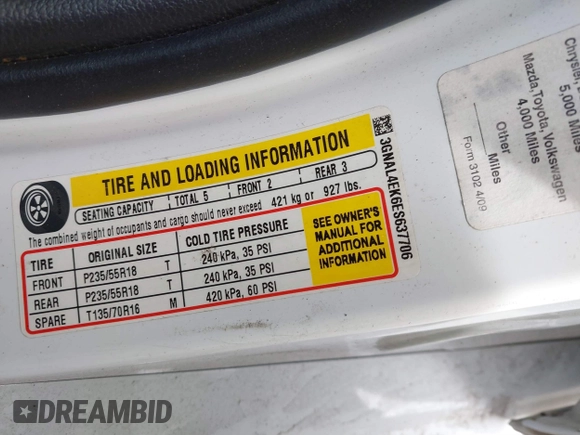 TIRE AND LOADING INFORMATION
SEATING CAPACITY TOTAL 5 FRONT 2 REAR 3
The combined weight of occupants and cargo should never exceed 421 kg or 927 lbs.
TIRE ORIGINAL SIZE COLD TIRE PRESSURE
FRONT P235/55R18 T 240 kPa, 35 PSI
REAR P235/55R18 T 240 kPa, 35 PSI
SPARE T135/70R16 M 420 kPa, 60 PSI
SEE OWNER'S
MANUAL FOR
ADDITIONAL
INFORMATION
3GNAL4EK6ES637706
Chrysler,
5,000 Miles
Mazda,Toyota, Volkswagen
4,000 Miles
Other
Miles
Form 3102 4/09
DREAMBID